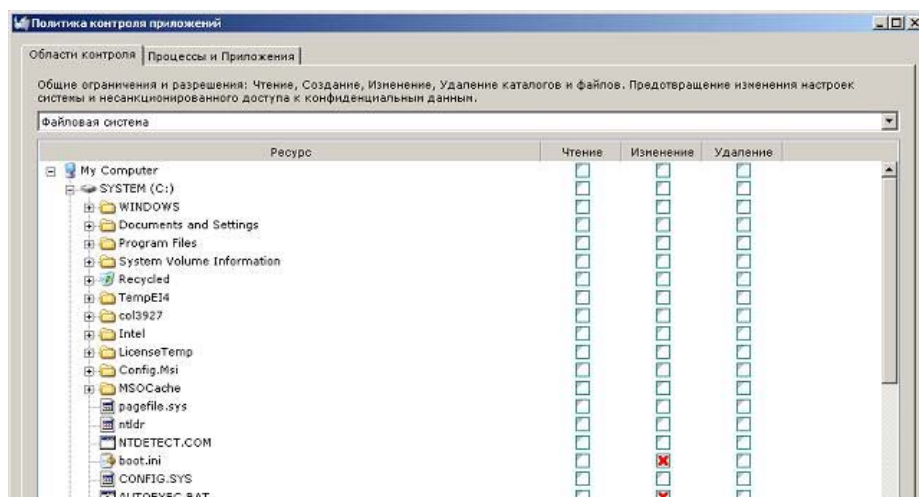 Политика контроля приложений
Области контроля Процессы и Приложения
Общие ограничения и разрешения: Чтение, Создание, Изменение, Удаление каталогов и файлов. Предотвращение изменения настроек
системы и несанкционированного доступа к конфиденциальным данным.
Файловая система
Ресурс Чтение Изменение Удаление
My Computer
SYSTEM (C:)
WINDOWS
Documents and Settings
Program Files
System Volume Information
Recycled
TempEI4
col3927
Intel
LicenseTemp
Config.Msi
MSOCache
pagefile.sys
ntldr
NTDETECT.COM
boot.ini
CONFIG.SYS
AUTOEXEC.BAT